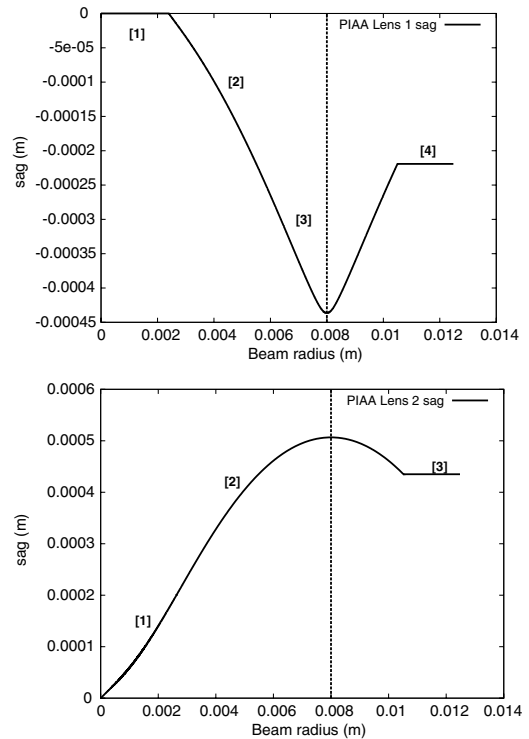 PIAA Lens 1 sag
0
-5e-05
-0.0001
-0.00015
-0.0002
-0.00025
-0.0003
-0.00035
-0.0004
-0.00045
sag (m)
[1]
[2]
[3]
[4]
0 0.002 0.004 0.006 0.008 0.01 0.012 0.014
Beam radius (m)
PIAA Lens 2 sag
0.0006
0.0005
0.0004
0.0003
0.0002
0.0001
0
sag (m)
[1]
[2]
[3]
0 0.002 0.004 0.006 0.008 0.01 0.012 0.014
Beam radius (m)